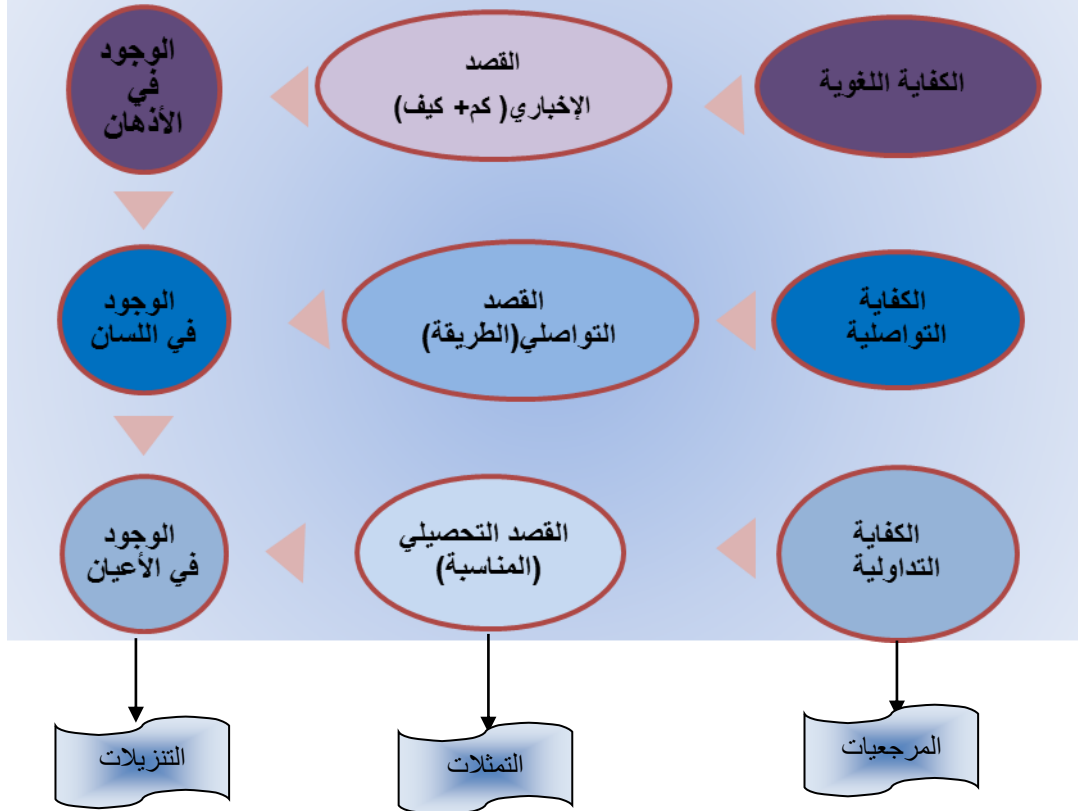 الكفاية اللغوية
القصد
الإخباري( كم+ كيف)
الوجود
في
الأذهان
الكفاية
التواصلية
القصد
التواصلي(الطريقة)
الوجود
في اللسان
الكفاية
التداولية
القصد التحصيلي
(المناسبة)
الوجود
في الأعيان
المرجعيات
التمثلات
التنزيلات